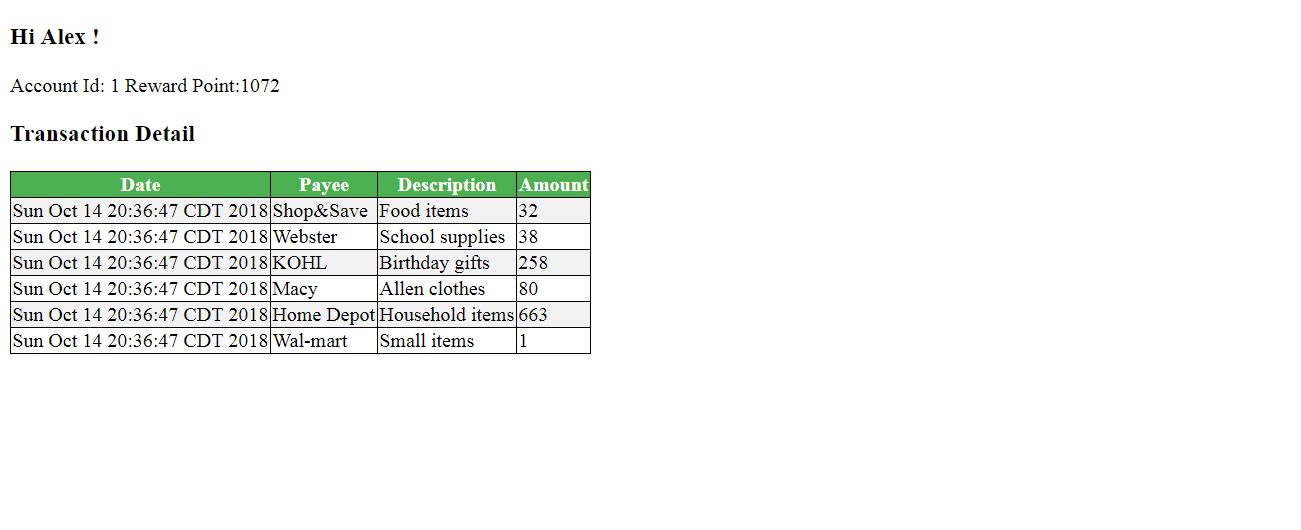 Hi Alex !
Account Id: 1 Reward Point:1072
Transaction Detail
Date Payee Description Amount
Sun Oct 14 20:36:47 CDT 2018 Shop&Save Food items 32
Sun Oct 14 20:36:47 CDT 2018 Webster School supplies 38
Sun Oct 14 20:36:47 CDT 2018 KOHL Birthday gifts 258
Sun Oct 14 20:36:47 CDT 2018 Macy Allen clothes 80
Sun Oct 14 20:36:47 CDT 2018 Home Depot Household items 663
Sun Oct 14 20:36:47 CDT 2018 Wal-mart Small items 1